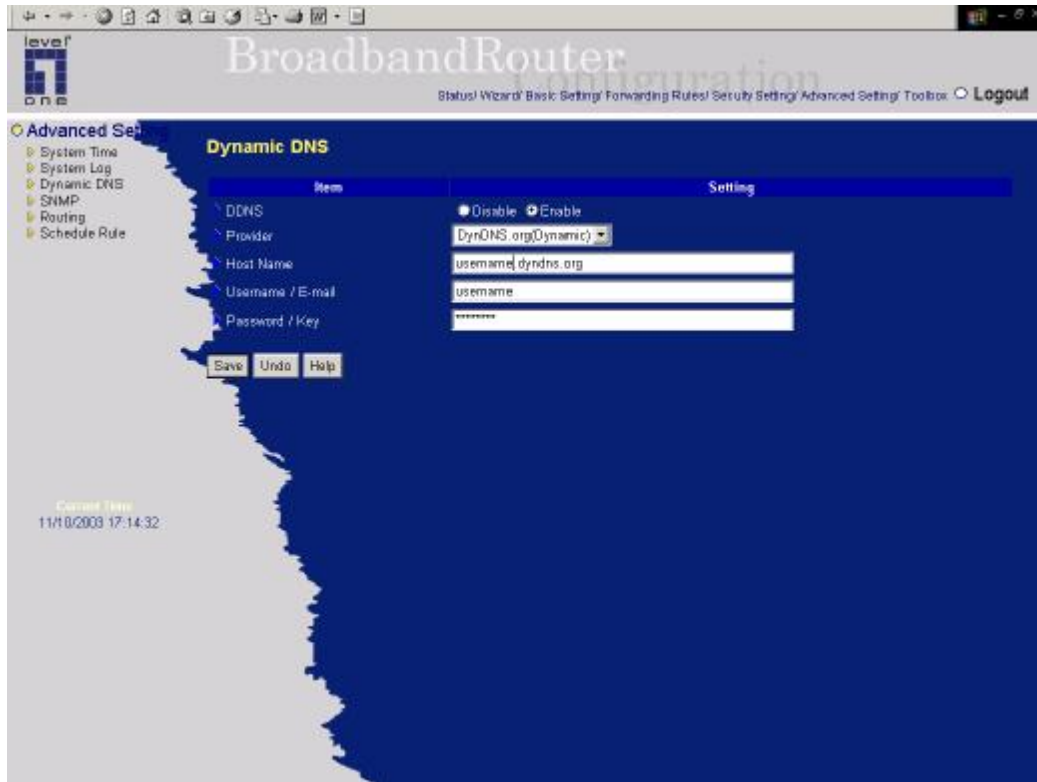 level
one
BroadbandRouter
Configuration
Status/ Wizard/ Basic Setting/ Forwarding Rules/ Security Setting/ Advanced Setting/ Toolbox
Logout
Advanced Setting
System Time
System Log
Dynamic DNS
SNMP
Routing
Schedule Rule
Current Time
11/10/2003 17:14:32
Dynamic DNS
Item Setting
DDNS Disable Enable
Provider DynDNS.org(Dynamic)
Host Name username.dyndns.org
Username / E-mail username
Password / Key ********
Save Undo Help